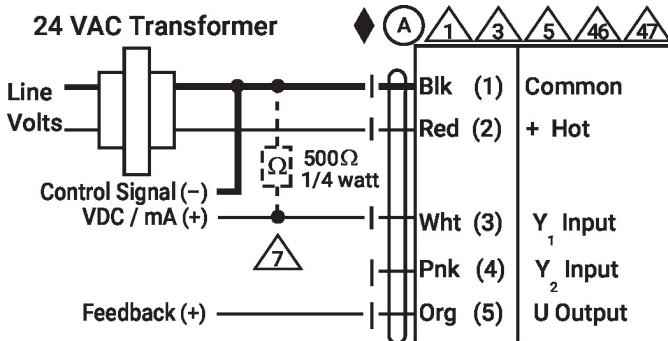 24 VAC Transformer
A 1 3 5 46 47
Line
Volts
Blk (1) Common
Red (2) + Hot
Ω 500Ω
1/4 watt
Control Signal (−)
VDC / mA (+)
7
Wht (3) Y1 Input
Pnk (4) Y2 Input
Feedback (+)
Org (5) U Output